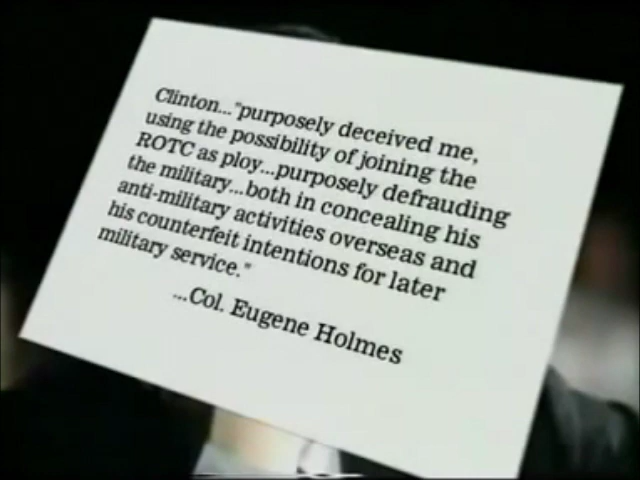 Clinton..."purposely deceived me,
using the possibility of joining the
ROTC as ploy...purposely defrauding
the military...both in concealing his
anti-military activities overseas and
his counterfeit intentions for later
military service."
...Col. Eugene Holmes